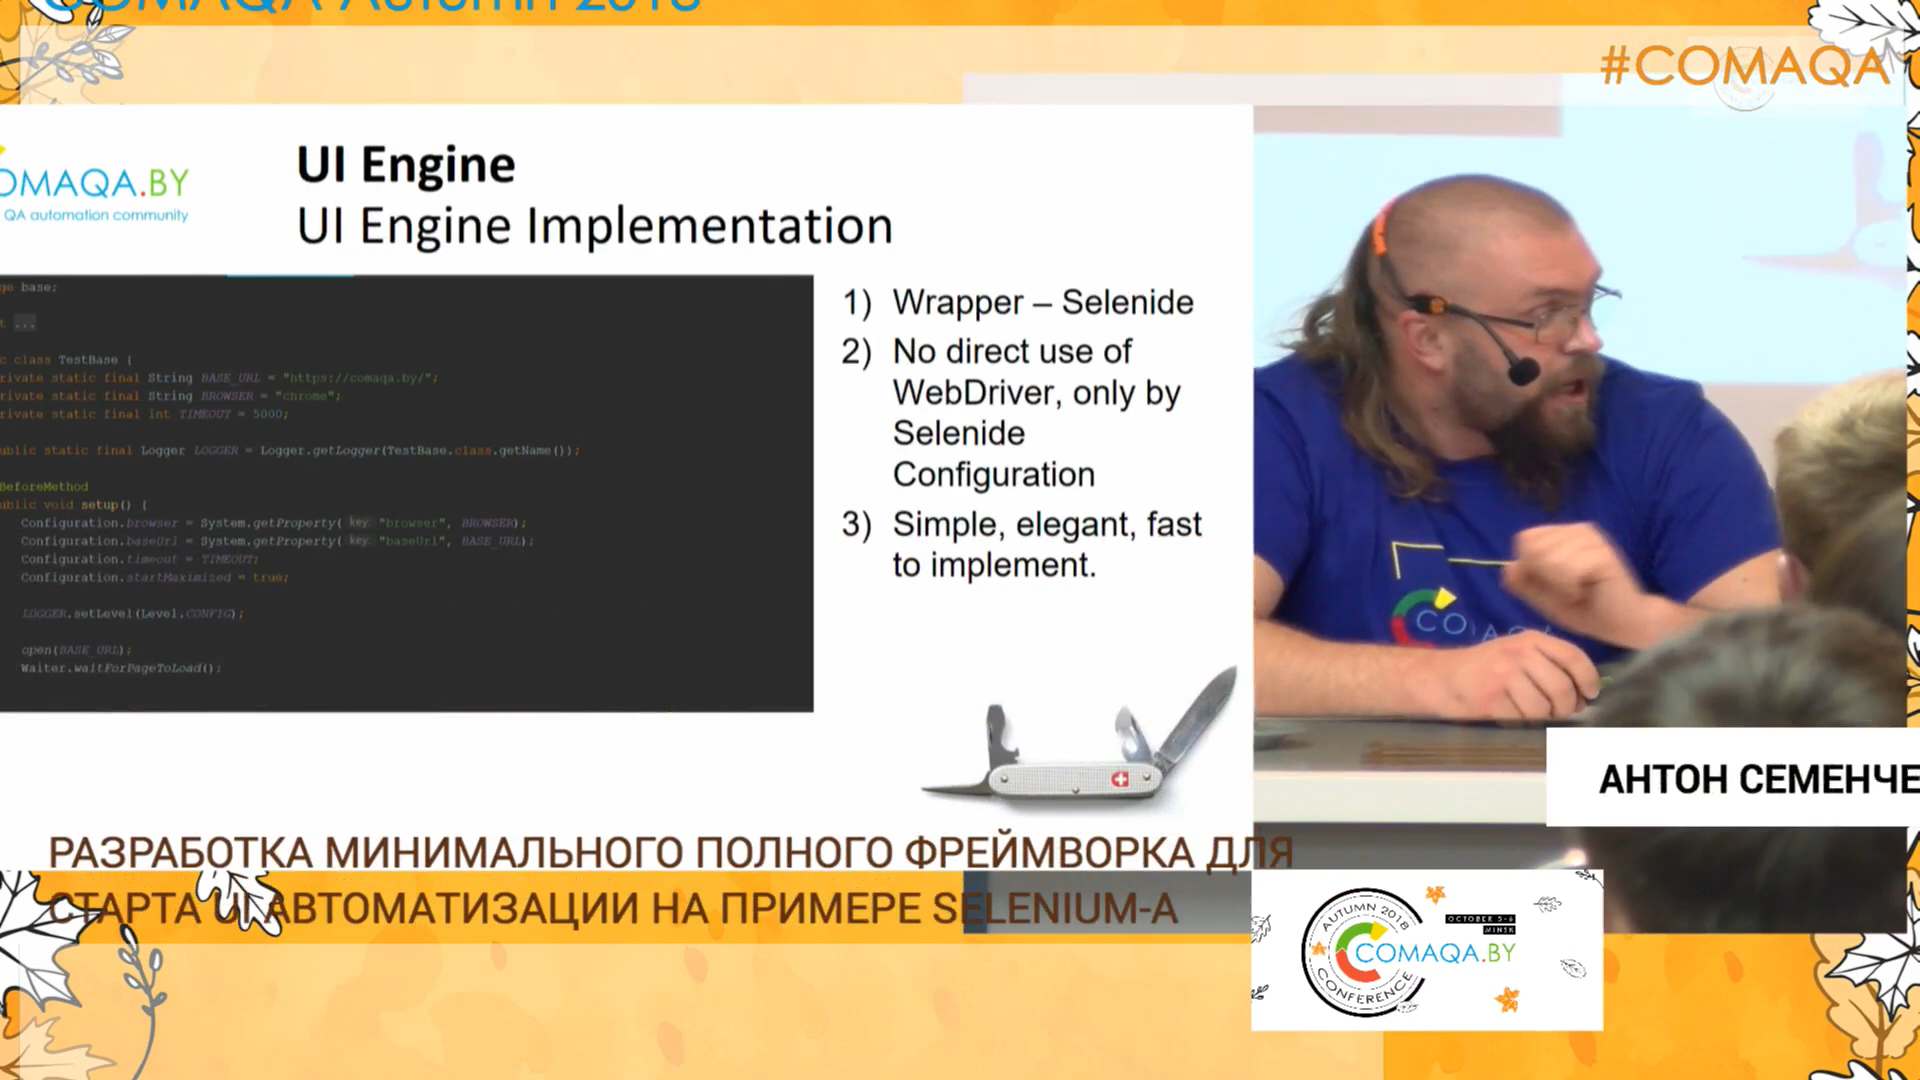 COMAQA Autumn 2018
#COMAQA
OMAQA.BY
QA automation community
UI Engine
UI Engine Implementation
ge base;
t ...
c class TestBase {
rivate static final String BASE_URL = "https://comaqa.by/";
rivate static final String BROWSER = "chrome";
rivate static final int TIMEOUT = 5000;
ublic static final Logger LOGGER = Logger.getLogger(TestBase.class.getName());
BeforeMethod
ublic void setup() {
Configuration.browser = System.getProperty( key: "browser", BROWSER);
Configuration.baseUrl = System.getProperty( key: "baseUrl", BASE_URL);
Configuration.timeout = TIMEOUT;
Configuration.startMaximized = true;
LOGGER.setLevel(Level.CONFIG);
open(BASE_URL);
Waiter.waitForPageToLoad();
1) Wrapper – Selenide
2) No direct use of
WebDriver, only by
Selenide
Configuration
3) Simple, elegant, fast
to implement.
COMAQA
АНТОН СЕМЕНЧЕ
РАЗРАБОТКА МИНИМАЛЬНОГО ПОЛНОГО ФРЕЙМВОРКА ДЛЯ
СТАРТА UI АВТОМАТИЗАЦИИ НА ПРИМЕРЕ SELENIUM-А
AUTUMN 2018
OCTOBER 5-6
MINSK
COMAQA.BY
CONFERENCE